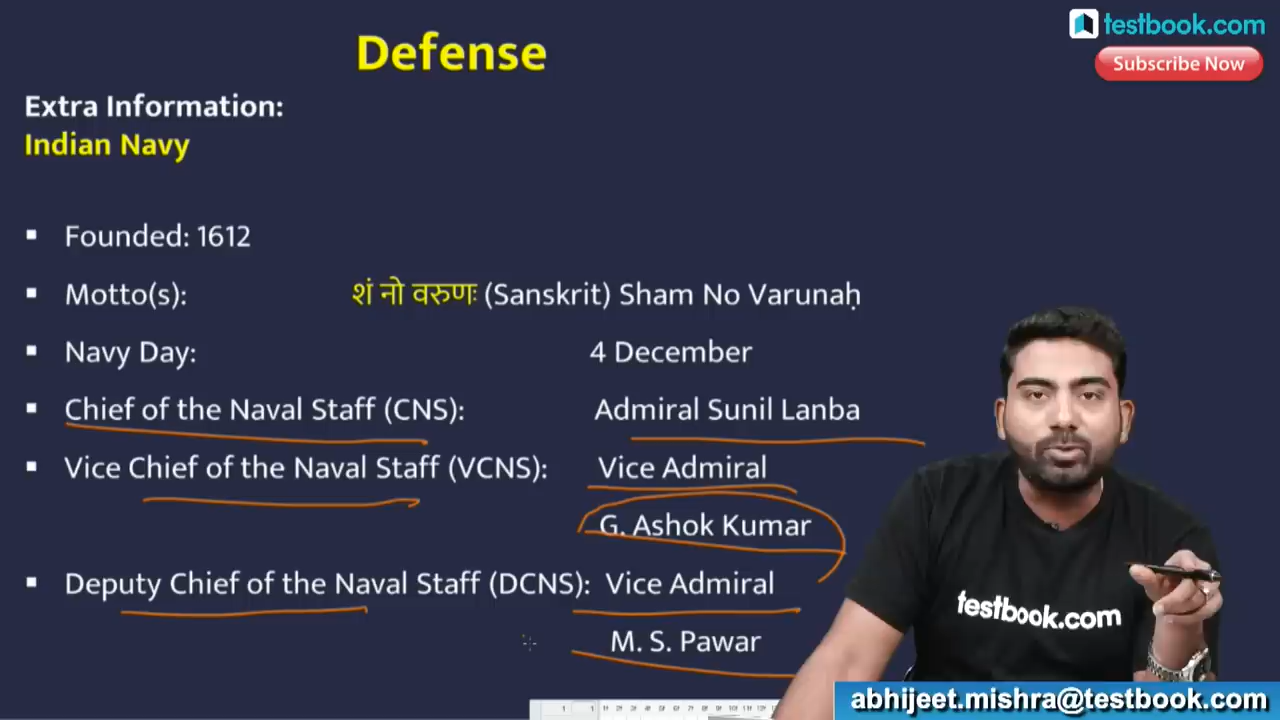 testbook.com
Subscribe Now
Defense
Extra Information:
Indian Navy
Founded: 1612
Motto(s): शं नो वरुणः (Sanskrit) Sham No Varunaḥ
Navy Day: 4 December
Chief of the Naval Staff (CNS): Admiral Sunil Lanba
Vice Chief of the Naval Staff (VCNS): Vice Admiral
G. Ashok Kumar
Deputy Chief of the Naval Staff (DCNS): Vice Admiral
M. S. Pawar
testbook.com
abhijeet.mishra@testbook.com